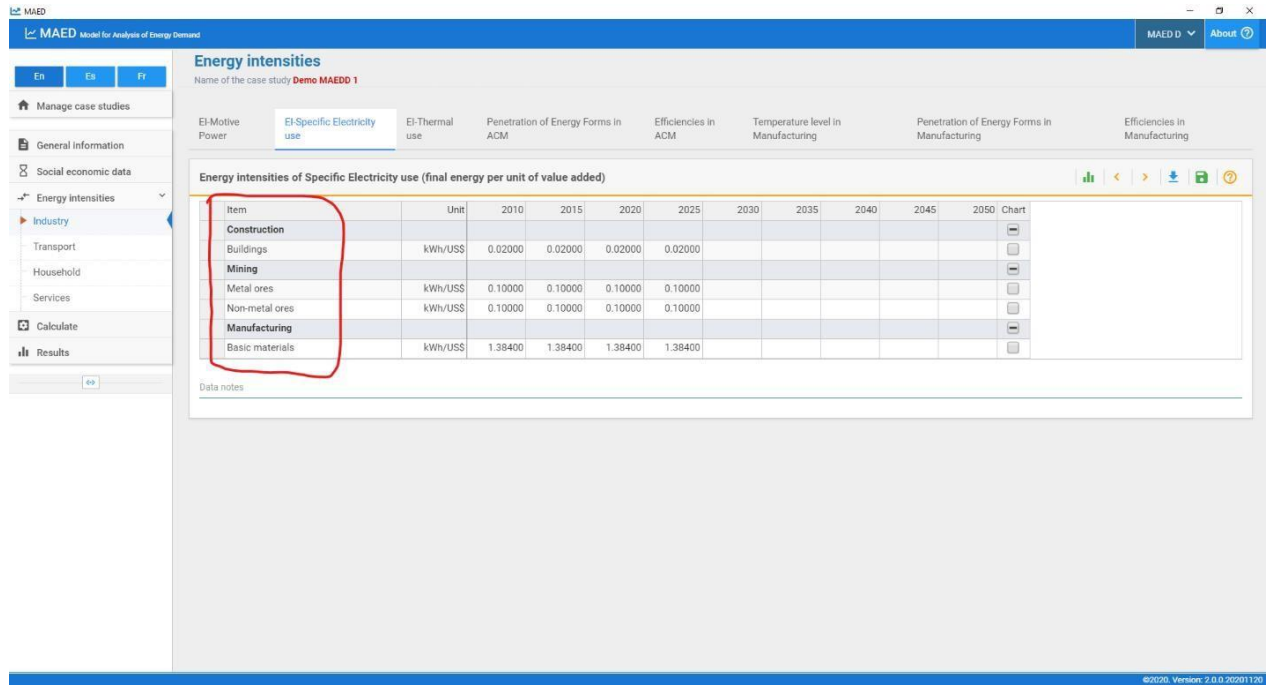 MAED
MAED Model for Analysis of Energy Demand
MAED D
About
En Es Fr
Manage case studies
General information
Social economic data
Energy intensities
Industry
Transport
Household
Services
Calculate
Results
Energy intensities
Name of the case study Demo MAEDD 1
EI-Motive Power
EI-Specific Electricity use
EI-Thermal use
Penetration of Energy Forms in ACM
Efficiencies in ACM
Temperature level in Manufacturing
Penetration of Energy Forms in Manufacturing
Efficiencies in Manufacturing
Energy intensities of Specific Electricity use (final energy per unit of value added)
Item Unit 2010 2015 2020 2025 2030 2035 2040 2045 2050 Chart
Construction
Buildings kWh/US$ 0.02000 0.02000 0.02000 0.02000
Mining
Metal ores kWh/US$ 0.10000 0.10000 0.10000 0.10000
Non-metal ores kWh/US$ 0.10000 0.10000 0.10000 0.10000
Manufacturing
Basic materials kWh/US$ 1.38400 1.38400 1.38400 1.38400
Data notes
©2020. Version: 2.0.0.20201120